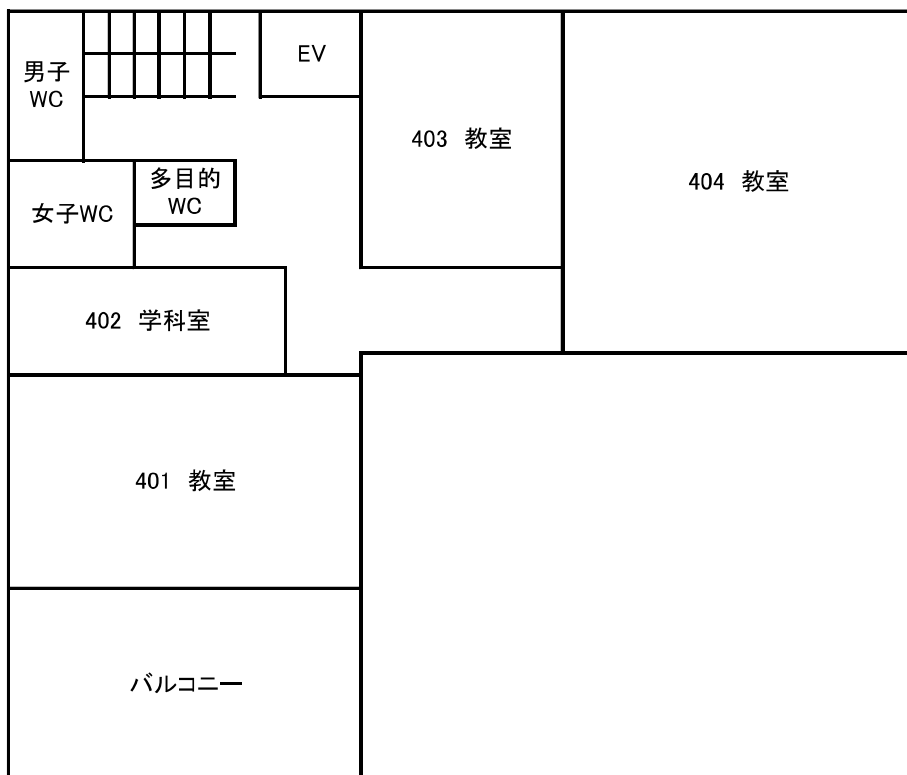 男子
WC
EV
403 教室
404 教室
多目的
WC
女子WC
402 学科室
401 教室
バルコニー